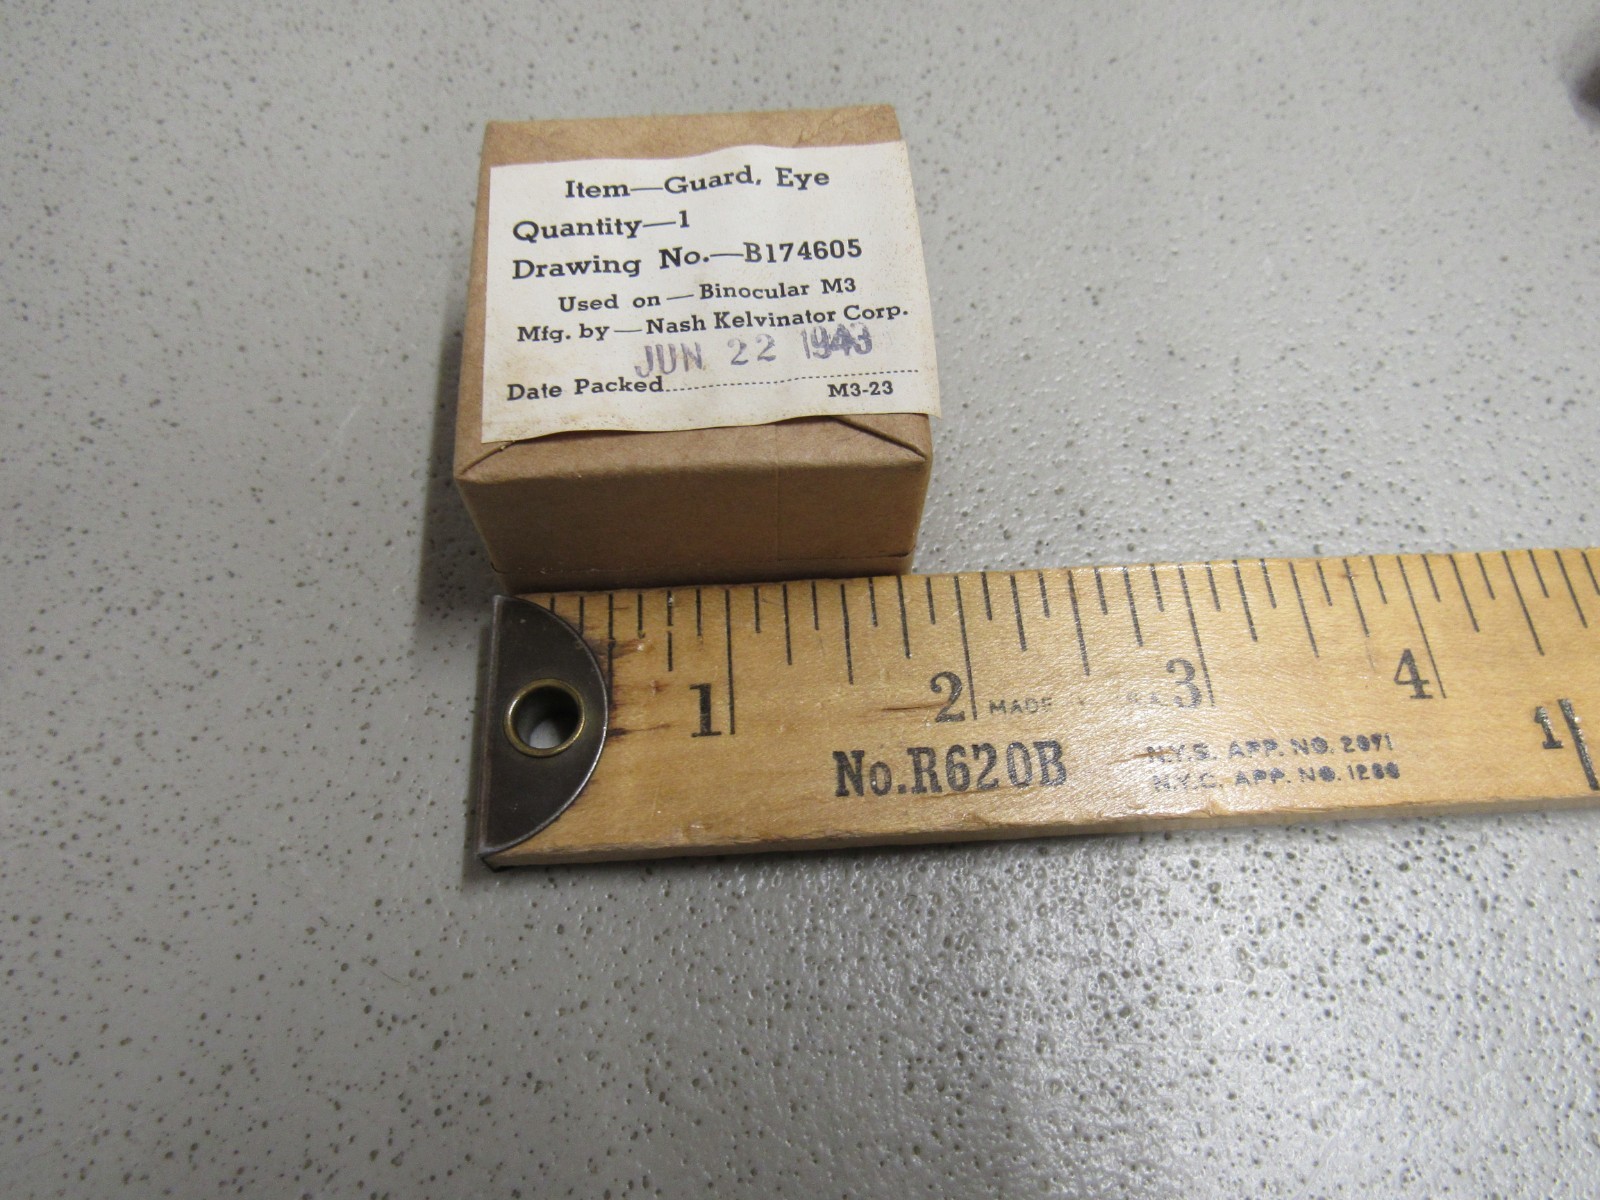 Item—Guard, Eye
Quantity—1
Drawing No.—B174605
Used on—Binocular M3
Mfg. by—Nash Kelvinator Corp.
JUN 22 1943
Date Packed
M3-23
1 2 3 4
MADE
1
No.R620B
N.Y.S. APP. NO. 2971
N.Y.C. APP. NO. 1286